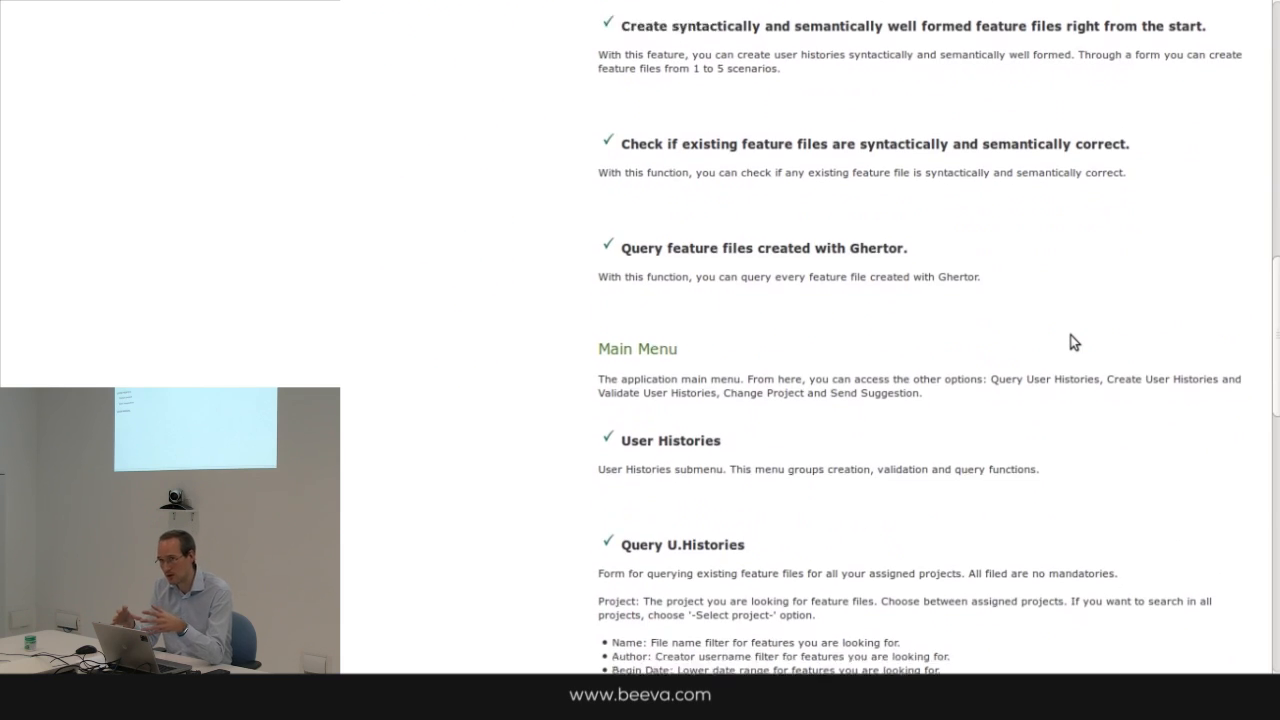 ✓ Create syntactically and semantically well formed feature files right from the start.
With this feature, you can create user histories syntactically and semantically well formed. Through a form you can create
feature files from 1 to 5 scenarios.
✓ Check if existing feature files are syntactically and semantically correct.
With this function, you can check if any existing feature file is syntactically and semantically correct.
✓ Query feature files created with Ghertor.
With this function, you can query every feature file created with Ghertor.
Main Menu
The application main menu. From here, you can access the other options: Query User Histories, Create User Histories and
Validate User Histories, Change Project and Send Suggestion.
✓ User Histories
User Histories submenu. This menu groups creation, validation and query functions.
✓ Query U.Histories
Form for querying existing feature files for all your assigned projects. All filed are no mandatories.
Project: The project you are looking for feature files. Choose between assigned projects. If you want to search in all
projects, choose '-Select project-' option.
• Name: File name filter for features you are looking for.
• Author: Creator username filter for features you are looking for.
• Begin Date: Lower date range for features you are looking for.
www.beeva.com